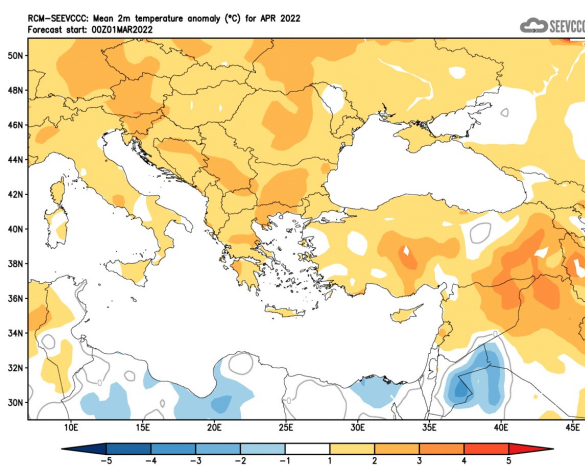 RCM-SEEVCCC: Mean 2m temperature anomaly (°C) for APR 2022
Forecast start: 00Z01MAR2022
SEEVCCC
50N
48N
46N
44N
42N
40N
38N
36N
34N
32N
30N
10E 15E 20E 25E 30E 35E 40E 45E
-5 -4 -3 -2 -1 1 2 3 4 5